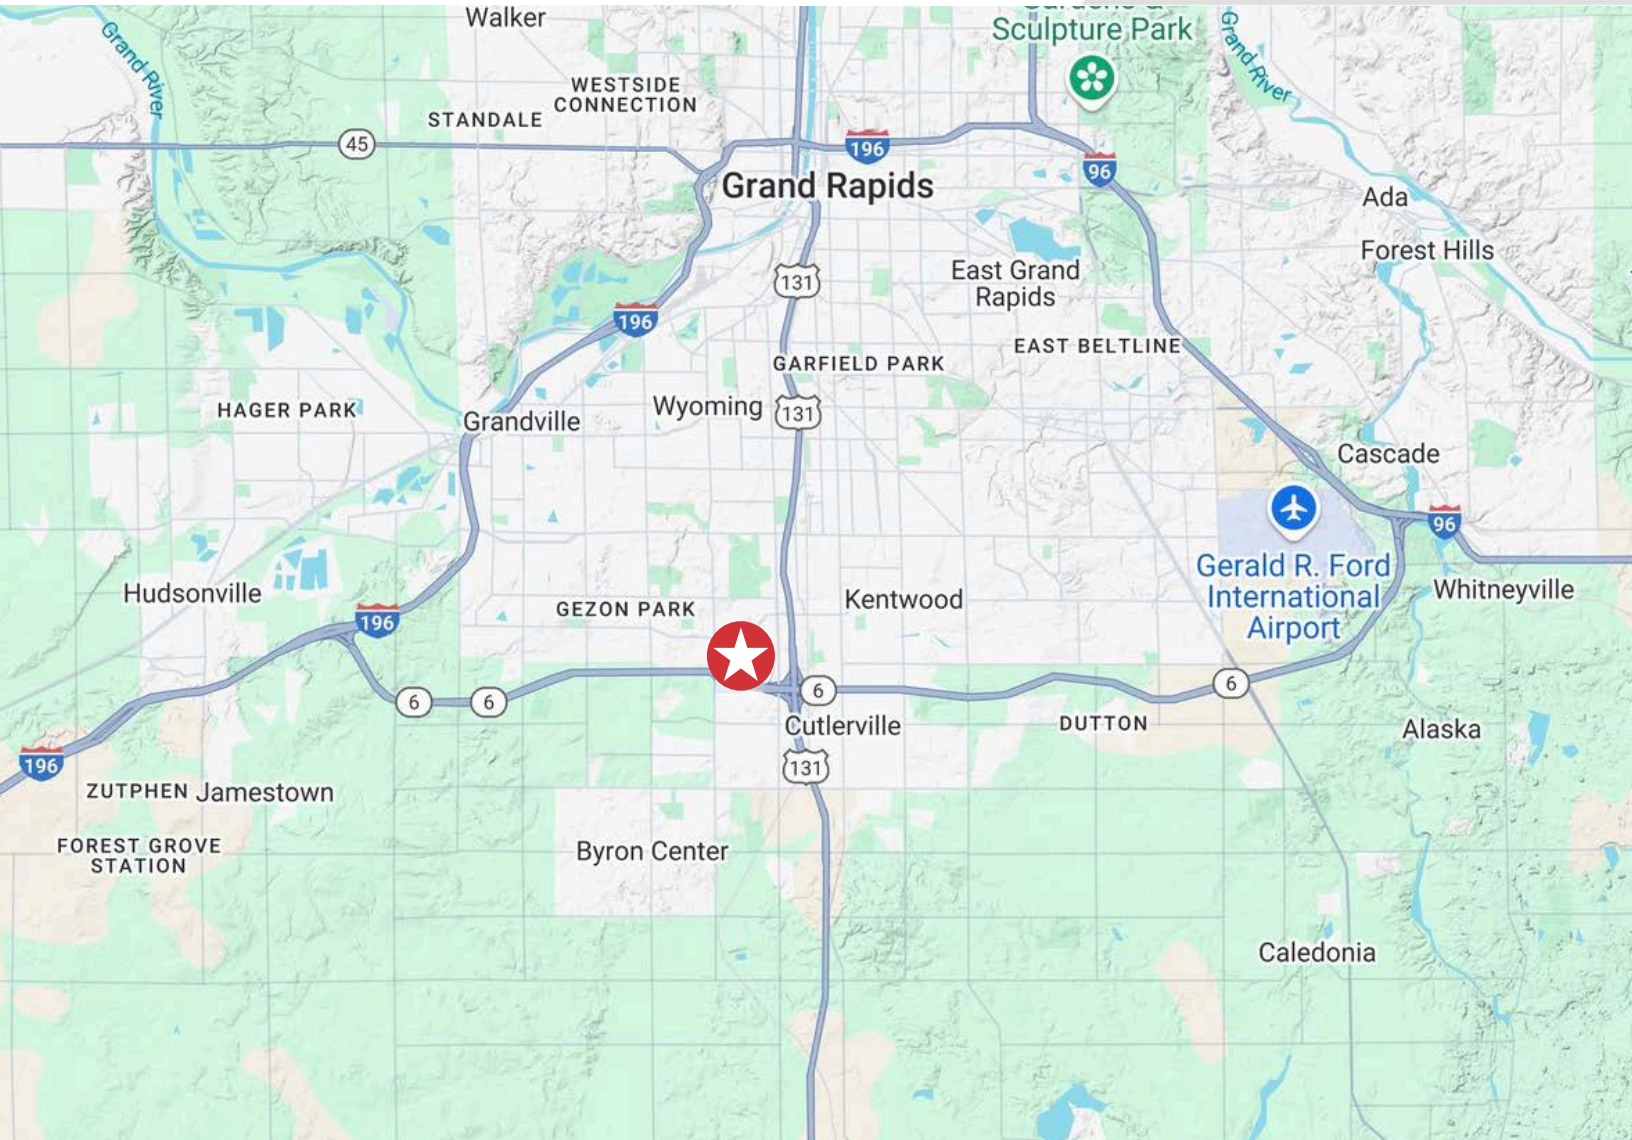 Walker
Gardens &
Sculpture Park
Grand River
Grand River
WESTSIDE
CONNECTION
STANDALE
45
196
96
Grand Rapids
Ada
Forest Hills
East Grand
Rapids
131
196
EAST BELTLINE
GARFIELD PARK
Wyoming
131
HAGER PARK
Grandville
Cascade
96
Gerald R. Ford
International
Airport
Whitneyville
Hudsonville
196
GEZON PARK
Kentwood
6
6
6
6
Cutlerville
DUTTON
Alaska
131
196
ZUTPHEN
Jamestown
FOREST GROVE
STATION
Byron Center
Caledonia